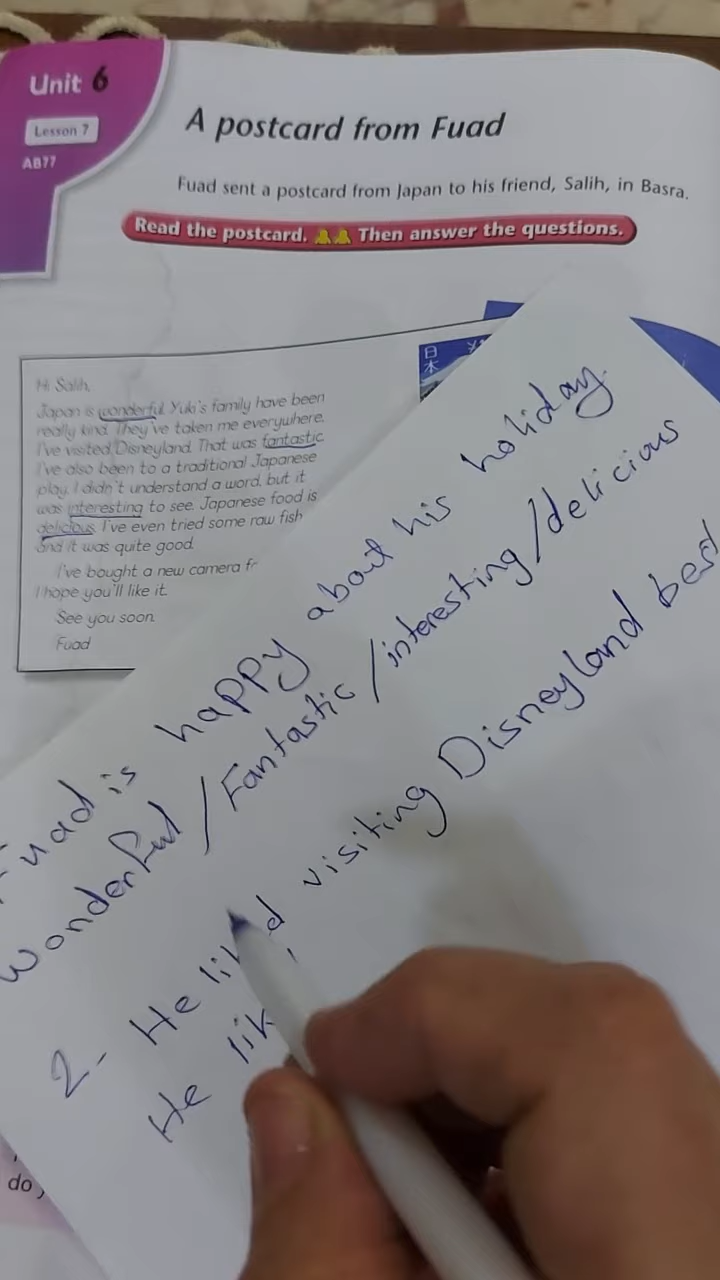 Unit 6
Lesson 7
AB77
A postcard from Fuad
Fuad sent a postcard from Japan to his friend, Salih, in Basra.
Read the postcard. Then answer the questions.
日本
Hi Salih,
Japan is wonderful. Yuki's family have been
really kind. They've taken me everywhere.
I've visited Disneyland. That was fantastic.
I've also been to a traditional Japanese
play. I didn't understand a word, but it
was interesting to see. Japanese food is
delicious. I've even tried some raw fish
and it was quite good.
I've bought a new camera
I hope you'll like it.
See you soon.
Fuad
Fuad is happy about his holiday.
wonderful / Fantastic / interesting / delicious
2- He liked visiting Disneyland best
He lik
do